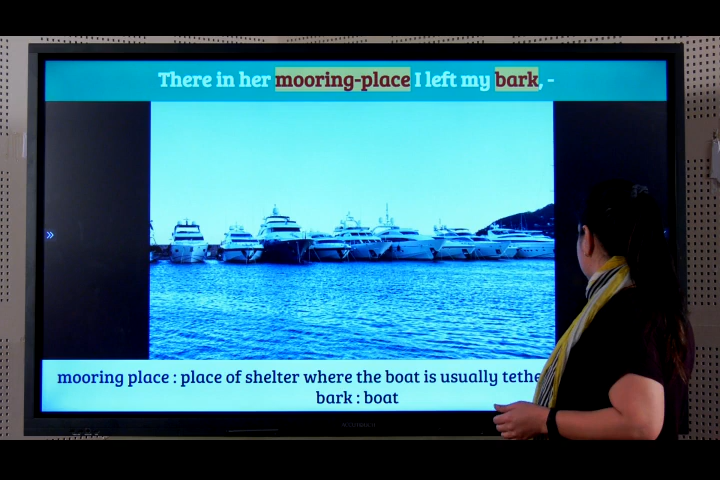 There in her mooring-place I left my bark, -
»
mooring place : place of shelter where the boat is usually
bark : boat